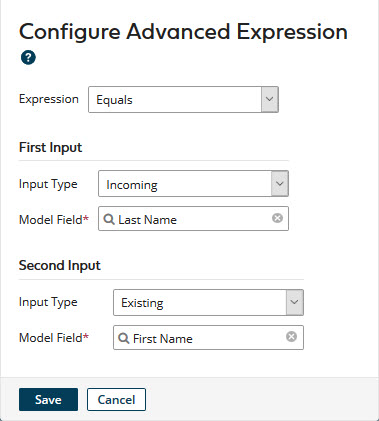 Configure Advanced Expression
?
Expression Equals
First Input
Input Type Incoming
Model Field* Last Name
Second Input
Input Type Existing
Model Field* First Name
Save Cancel